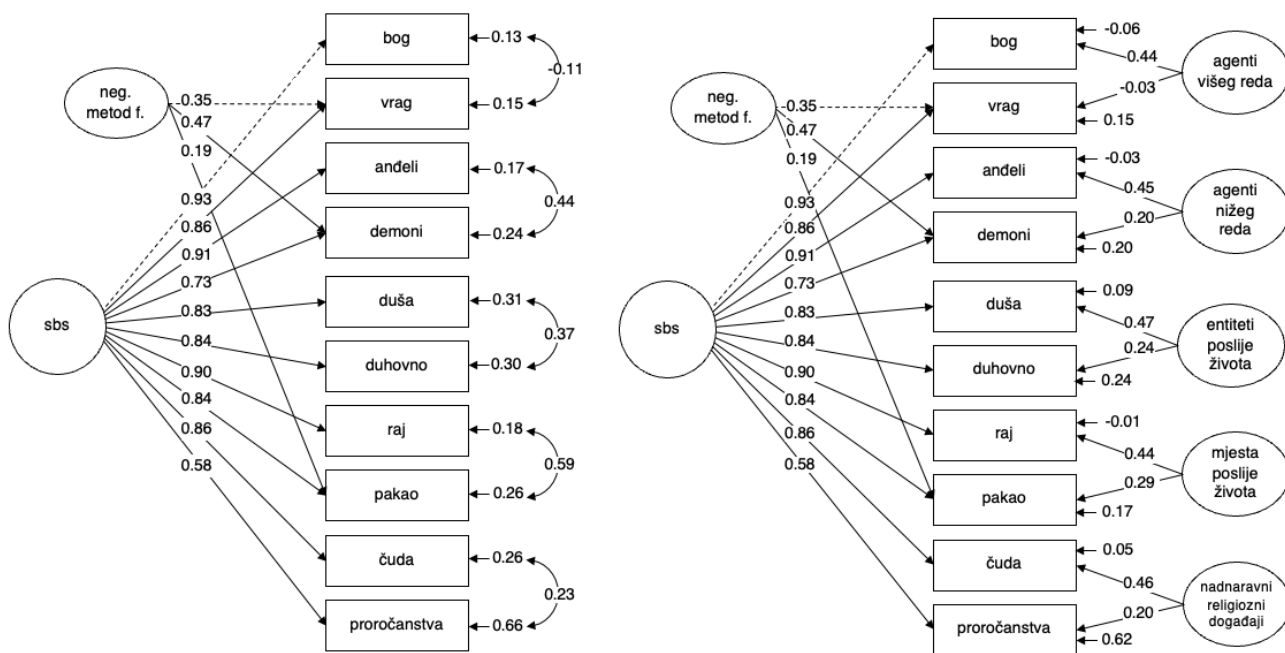 neg.
metod f.
sbs
0.35
0.47
0.19
0.93
0.86
0.91
0.73
0.83
0.84
0.90
0.84
0.86
0.58
bog
vrag
anđeli
demoni
duša
duhovno
raj
pakao
čuda
proročanstva
0.13
-0.11
0.15
0.17
0.44
0.24
0.31
0.37
0.30
0.18
0.59
0.26
0.26
0.23
0.66
neg.
metod f.
sbs
0.35
0.47
0.19
0.93
0.86
0.91
0.73
0.83
0.84
0.90
0.84
0.86
0.58
bog
vrag
anđeli
demoni
duša
duhovno
raj
pakao
čuda
proročanstva
-0.06
0.44
-0.03
0.15
-0.03
0.45
0.20
0.20
0.09
0.47
0.24
0.24
-0.01
0.44
0.29
0.17
0.05
0.46
0.20
0.62
agenti
višeg reda
agenti
nižeg
reda
entiteti
poslije
života
mjesta
poslije
života
nadnaravni
religiozni
događaji